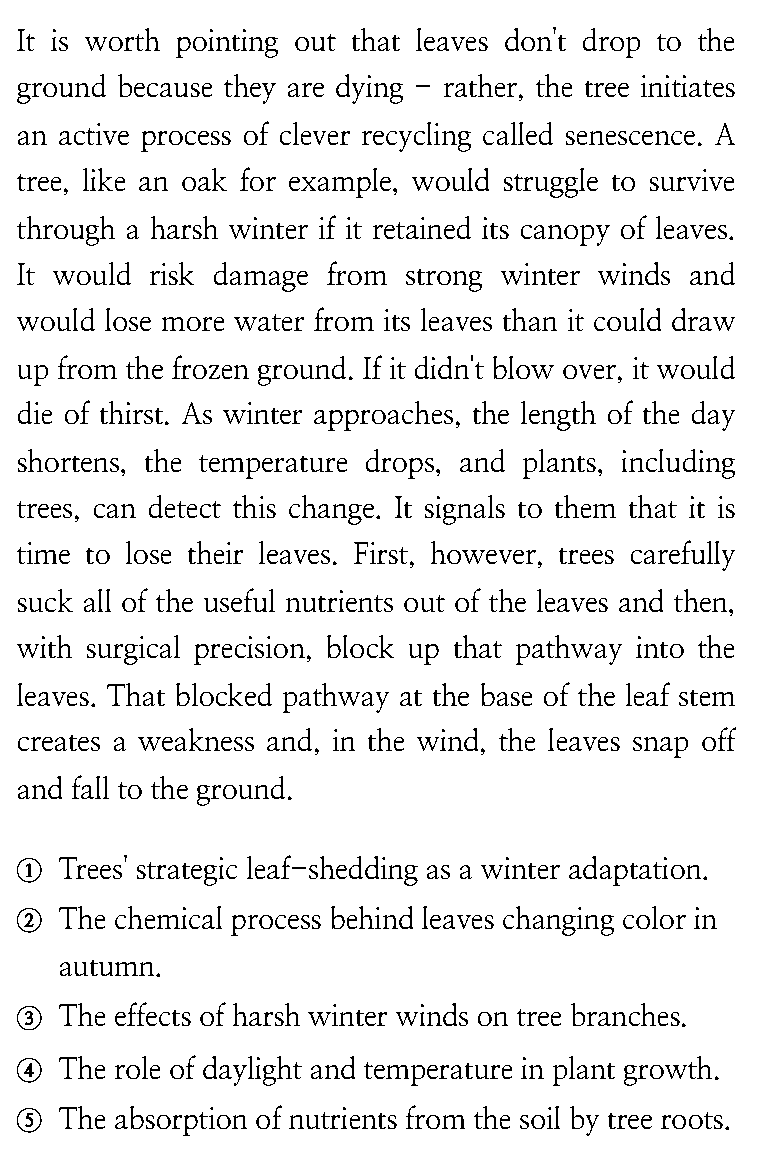 It is worth pointing out that leaves don't drop to the
ground because they are dying - rather, the tree initiates
an active process of clever recycling called senescence. A
tree, like an oak for example, would struggle to survive
through a harsh winter if it retained its canopy of leaves.
It would risk damage from strong winter winds and
would lose more water from its leaves than it could draw
up from the frozen ground. If it didn't blow over, it would
die of thirst. As winter approaches, the length of the day
shortens, the temperature drops, and plants, including
trees, can detect this change. It signals to them that it is
time to lose their leaves. First, however, trees carefully
suck all of the useful nutrients out of the leaves and then,
with surgical precision, block up that pathway into the
leaves. That blocked pathway at the base of the leaf stem
creates a weakness and, in the wind, the leaves snap off
and fall to the ground.
① Trees' strategic leaf-shedding as a winter adaptation.
② The chemical process behind leaves changing color in
autumn.
③ The effects of harsh winter winds on tree branches.
④ The role of daylight and temperature in plant growth.
⑤ The absorption of nutrients from the soil by tree roots.